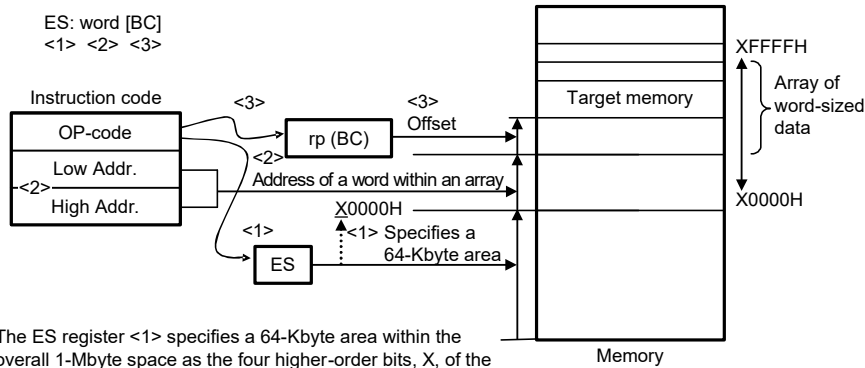 ES: word [BC]
<1> <2> <3>
Instruction code
OP-code
Low Addr.
<2>
High Addr.
<3>
rp (BC)
<3>
Offset
<2>
Address of a word within an array
X0000H
<1>
<1> Specifies a
64-Kbyte area
ES
XFFFFH
Target memory
Array of
word-sized
data
X0000H
Memory
The ES register <1> specifies a 64-Kbyte area within the
overall 1-Mbyte space as the four higher-order bits, X, of the